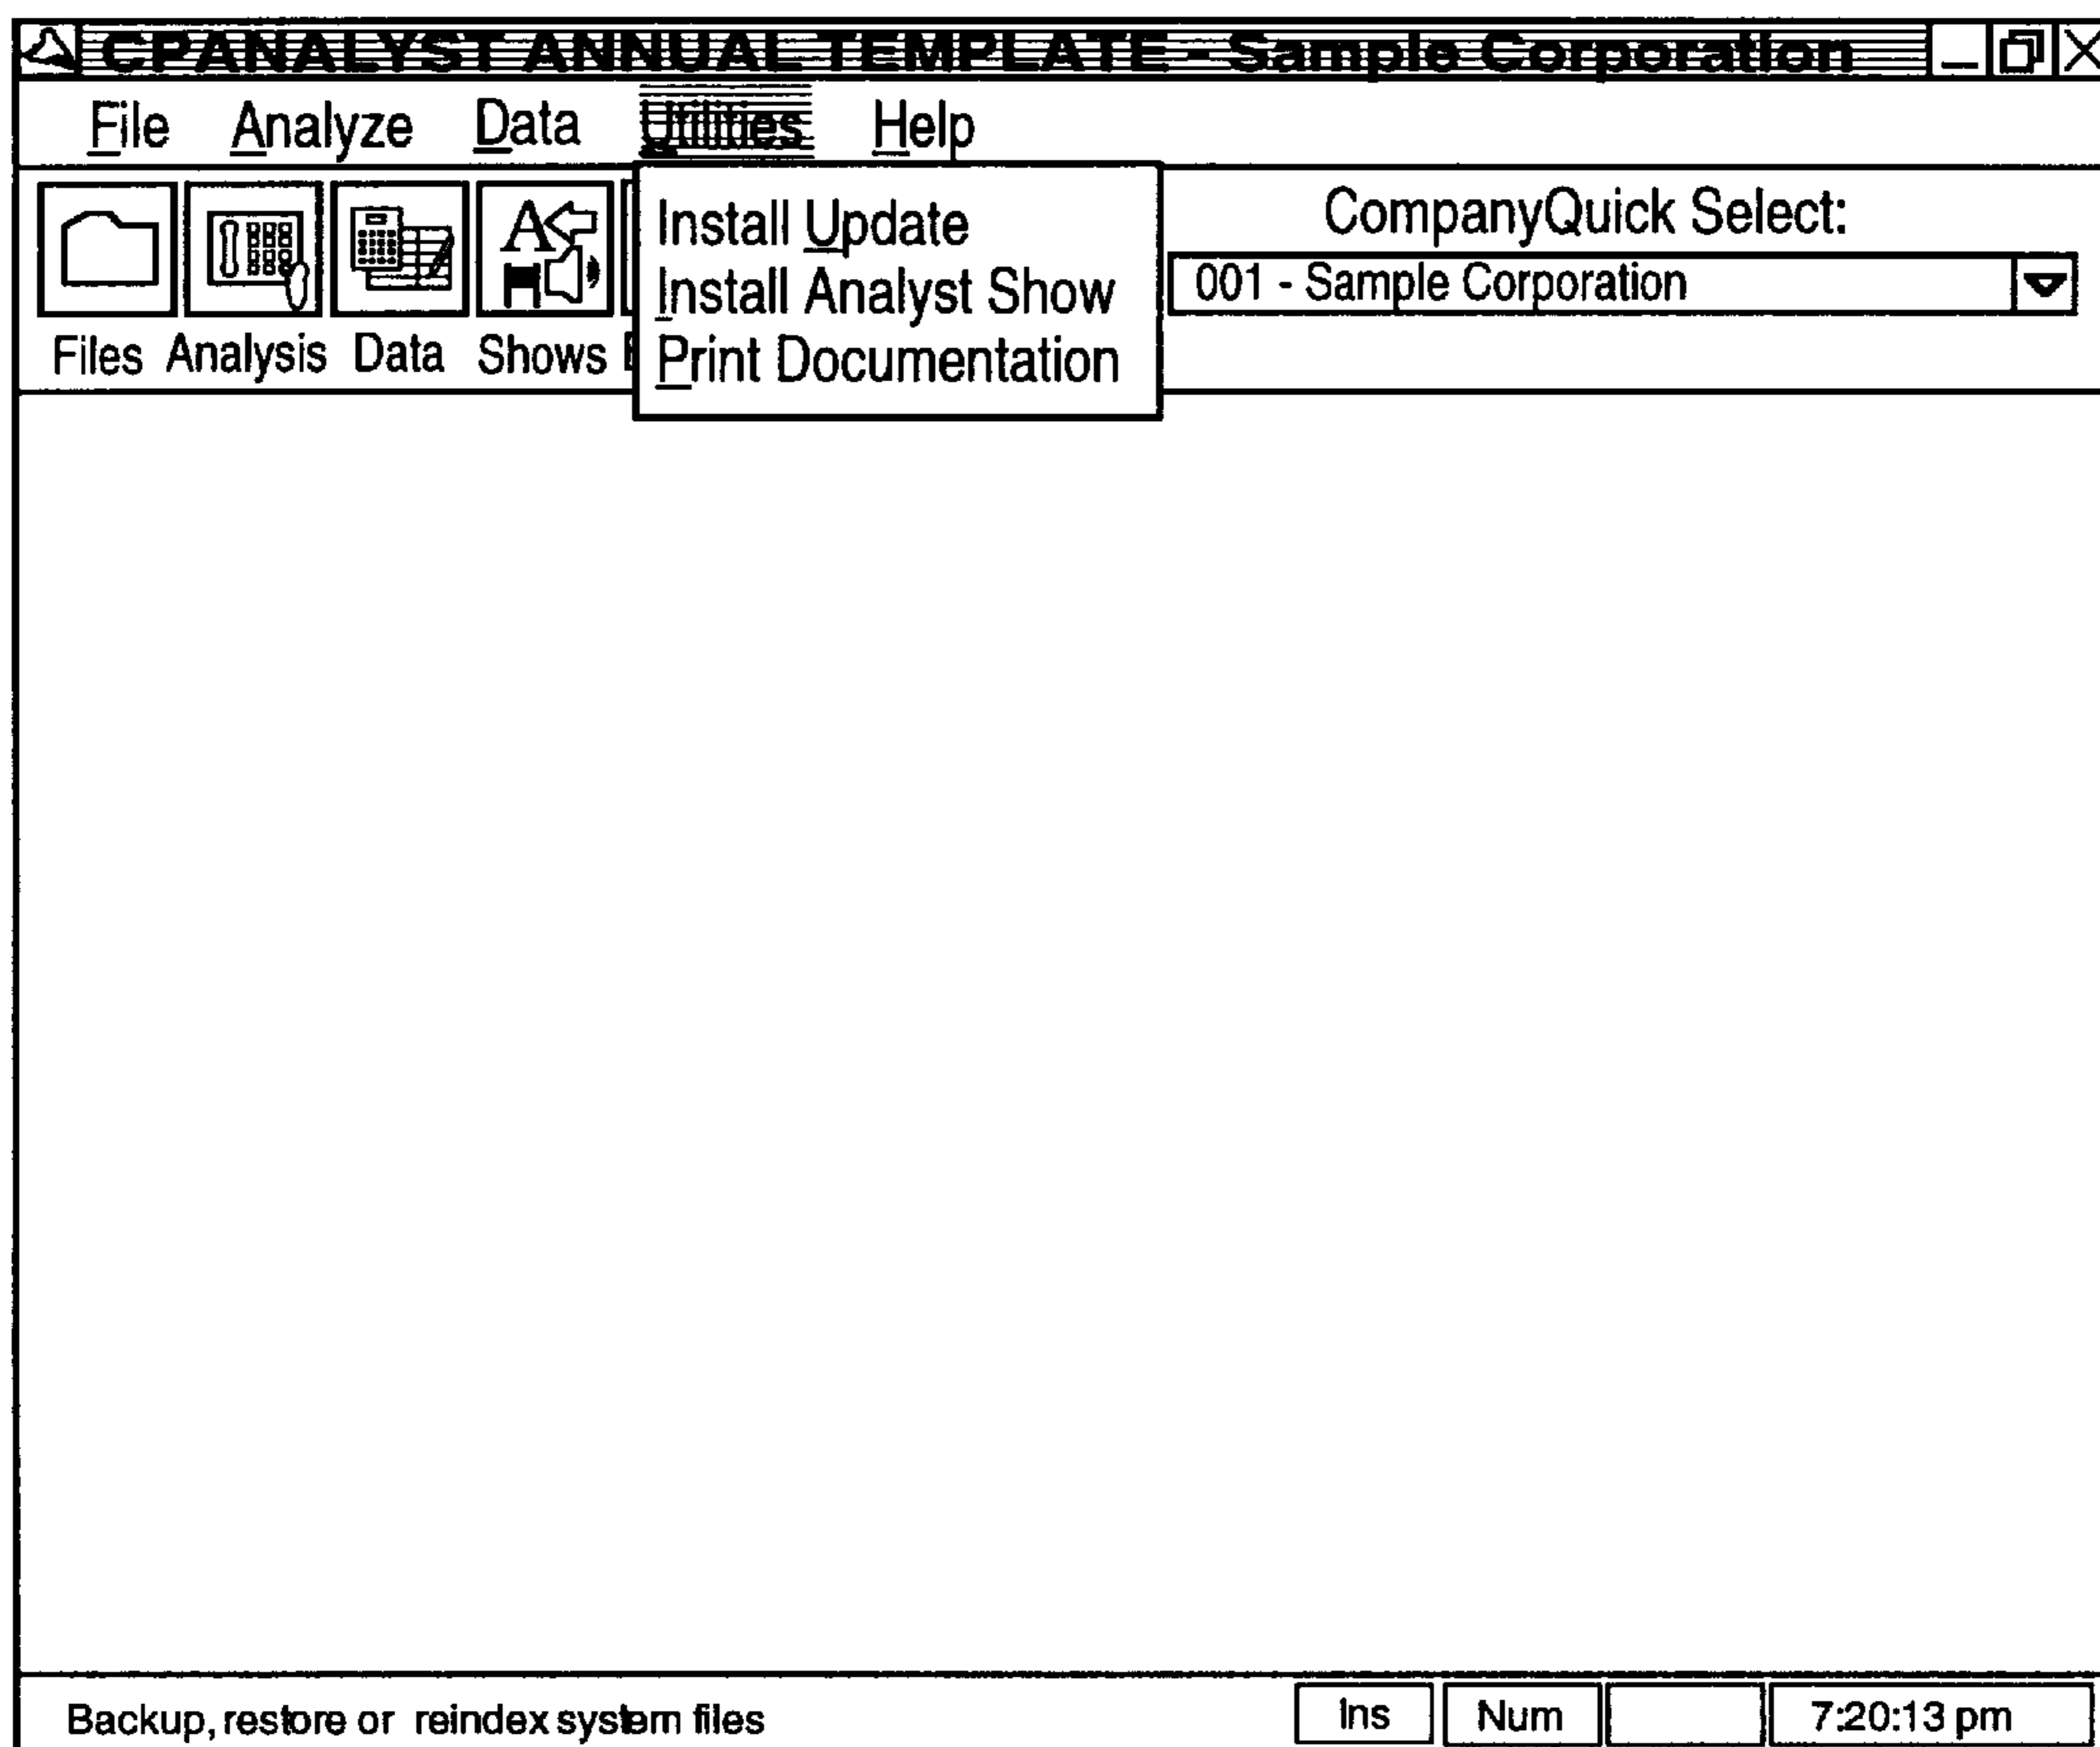 CPANALYST ANNUAL TEMPLATE - Sample Corporation
File Analyze Data Utilities Help
CompanyQuick Select:
Install Update
Install Analyst Show
Print Documentation
001 - Sample Corporation
Files Analysis Data Shows
Backup, restore or reindex system files
Ins Num 7:20:13 pm